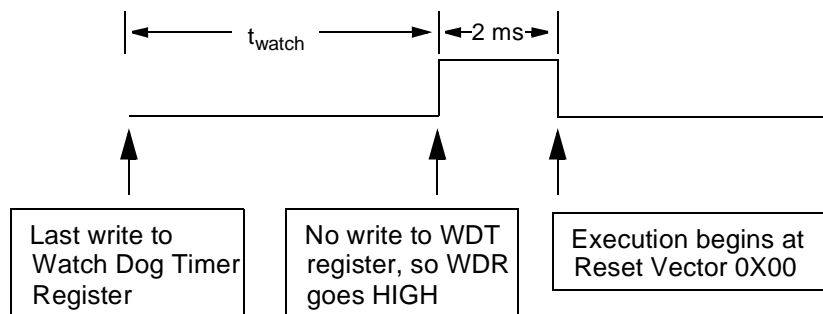 t_watch
2 ms
Last write to
Watch Dog Timer
Register
No write to WDT
register, so WDR
goes HIGH
Execution begins at
Reset Vector 0X00